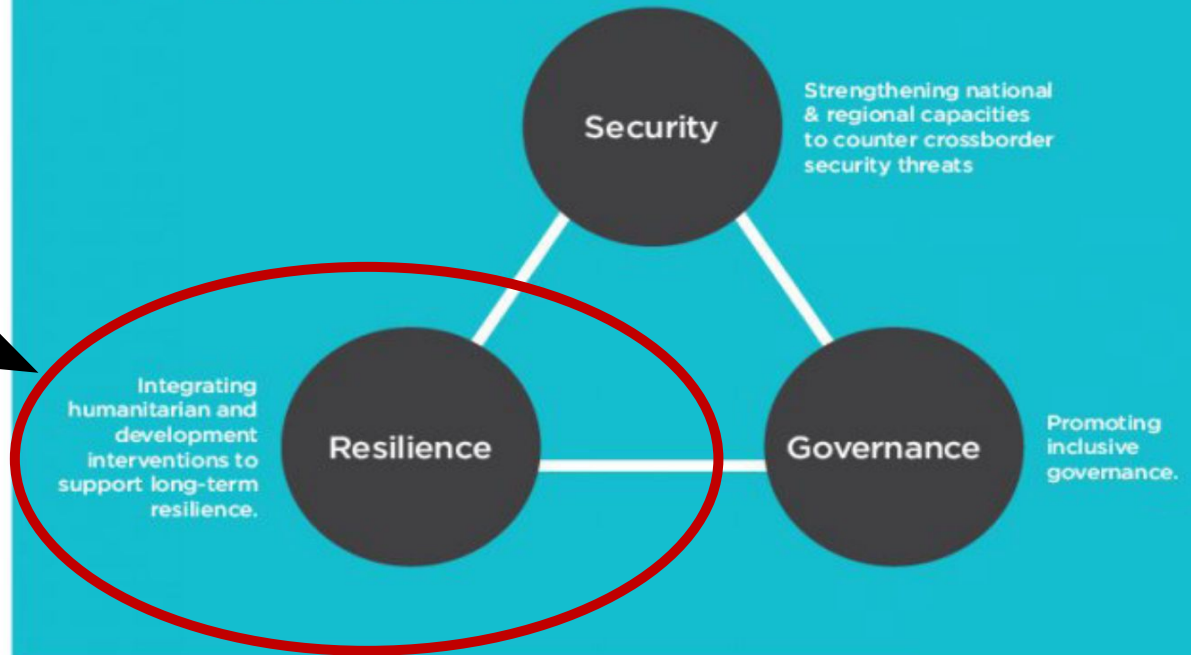 Security
Strengthening national
& regional capacities
to counter crossborder
security threats
Integrating
humanitarian and
development
interventions to
support long-term
resilience.
Resilience
Governance
Promoting
inclusive
governance.